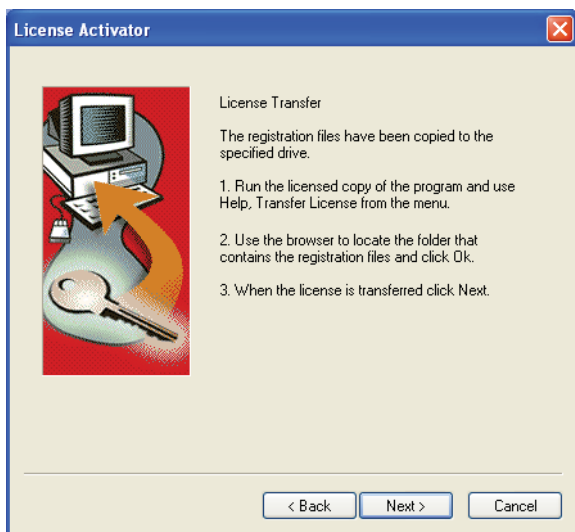 License Activator
License Transfer
The registration files have been copied to the
specified drive.
1. Run the licensed copy of the program and use
Help, Transfer License from the menu.
2. Use the browser to locate the folder that
contains the registration files and click Ok.
3. When the license is transferred click Next.
< Back Next > Cancel